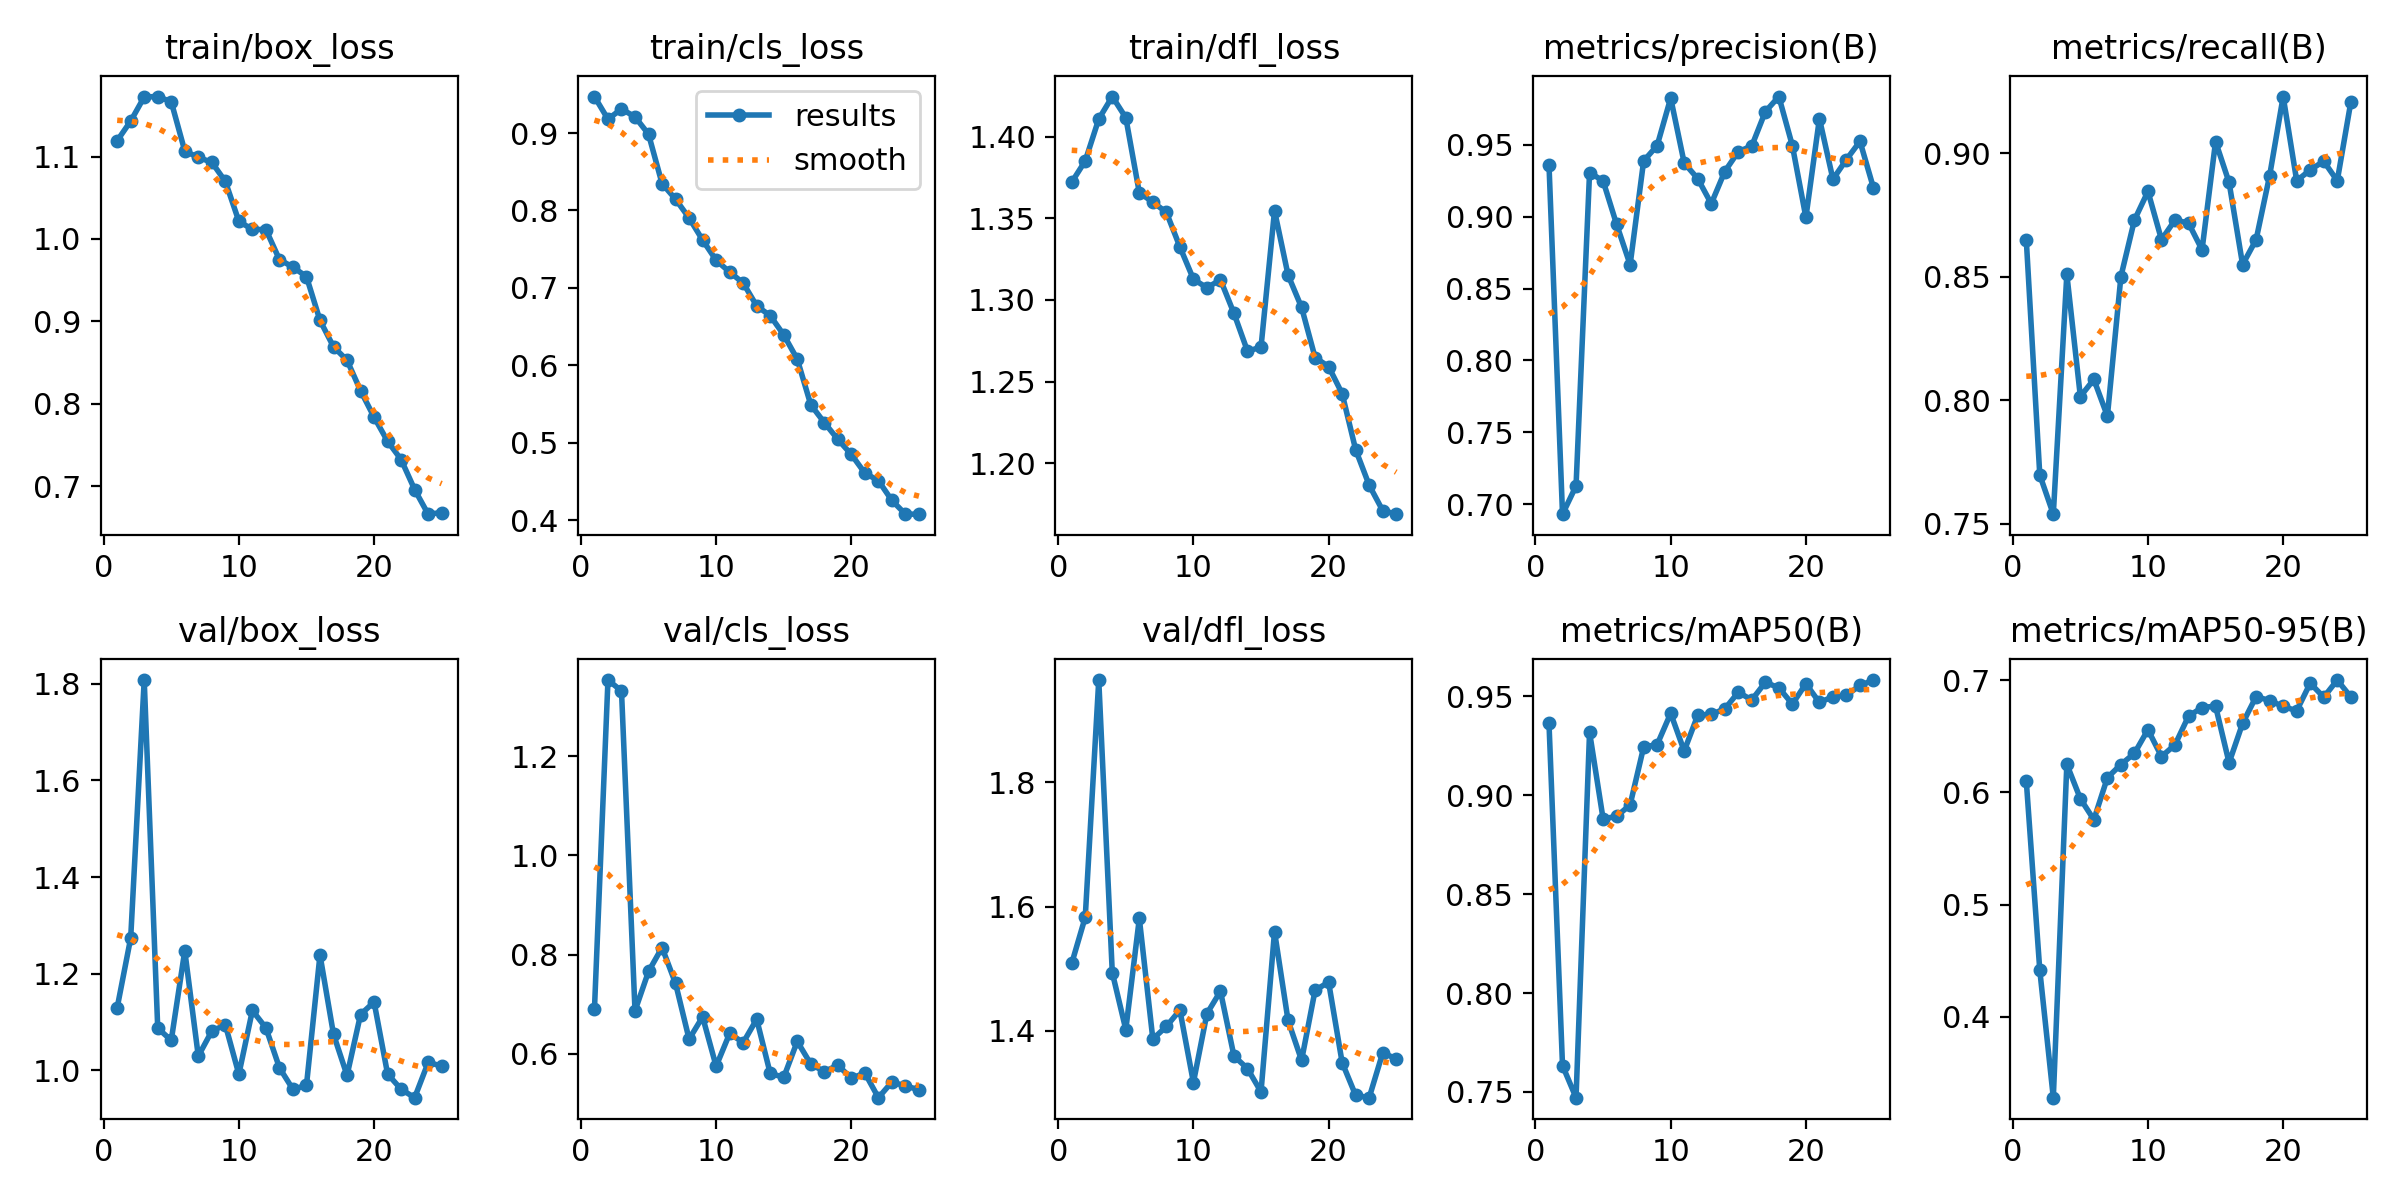 train/box_loss
train/cls_loss
train/dfl_loss
metrics/precision(B)
metrics/recall(B)
1.1
1.0
0.9
0.8
0.7
0 10 20
results
smooth
0.9
0.8
0.7
0.6
0.5
0.4
0 10 20
1.40
1.35
1.30
1.25
1.20
0 10 20
0.95
0.90
0.85
0.80
0.75
0.70
0 10 20
0.90
0.85
0.80
0.75
0 10 20
val/box_loss
val/cls_loss
val/dfl_loss
metrics/mAP50(B)
metrics/mAP50-95(B)
1.8
1.6
1.4
1.2
1.0
0 10 20
1.2
1.0
0.8
0.6
0 10 20
1.8
1.6
1.4
0 10 20
0.95
0.90
0.85
0.80
0.75
0 10 20
0.7
0.6
0.5
0.4
0 10 20